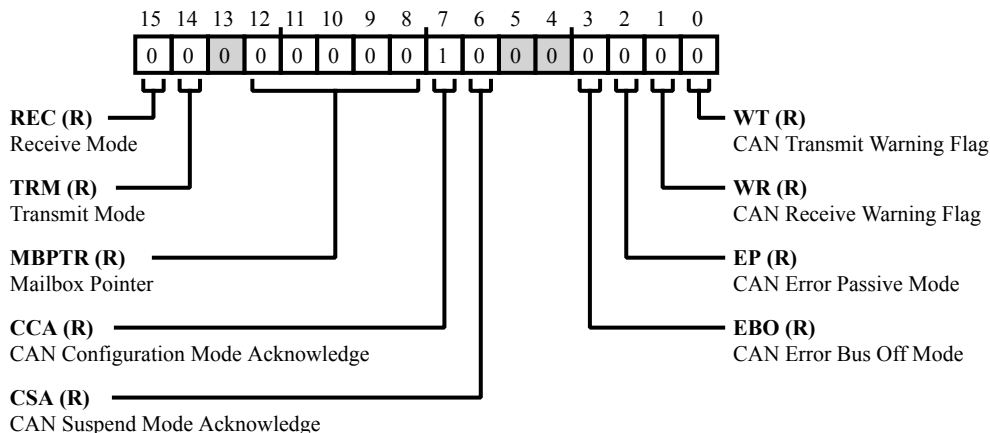 15 14 13 12 11 10 9 8 7 6 5 4 3 2 1 0
0 0 0 0 0 0 0 0 1 0 0 0 0 0 0 0
REC (R)
Receive Mode
TRM (R)
Transmit Mode
MBPTR (R)
Mailbox Pointer
CCA (R)
CAN Configuration Mode Acknowledge
CSA (R)
CAN Suspend Mode Acknowledge
WT (R)
CAN Transmit Warning Flag
WR (R)
CAN Receive Warning Flag
EP (R)
CAN Error Passive Mode
EBO (R)
CAN Error Bus Off Mode